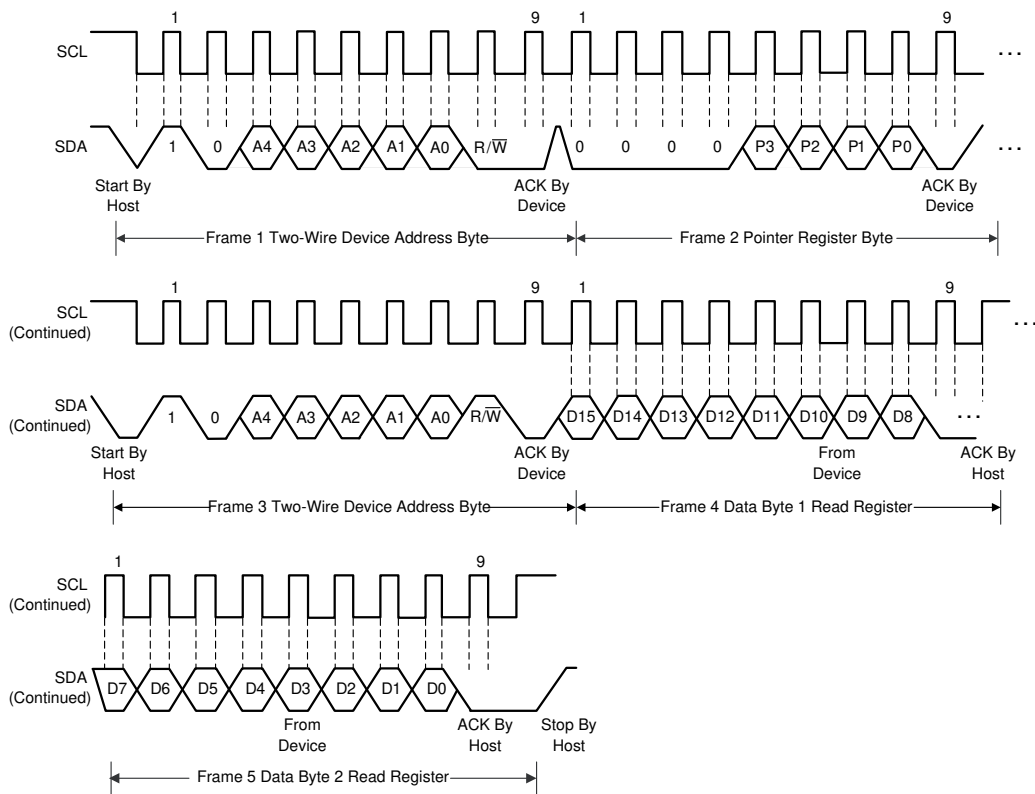 1 9 1 9
SCL ...
SDA 1 0 A4 A3 A2 A1 A0 R/W̅ 0 0 0 0 P3 P2 P1 P0 ...
Start By Host
ACK By Device
ACK By Device
Frame 1 Two-Wire Device Address Byte
Frame 2 Pointer Register Byte
1 9 1 9
SCL (Continued) ...
SDA (Continued) 1 0 A4 A3 A2 A1 A0 R/W̅ D15 D14 D13 D12 D11 D10 D9 D8 ...
Start By Host
ACK By Device
From Device
ACK By Host
Frame 3 Two-Wire Device Address Byte
Frame 4 Data Byte 1 Read Register
1 9
SCL (Continued)
SDA (Continued) D7 D6 D5 D4 D3 D2 D1 D0
From Device
ACK By Host
Stop By Host
Frame 5 Data Byte 2 Read Register